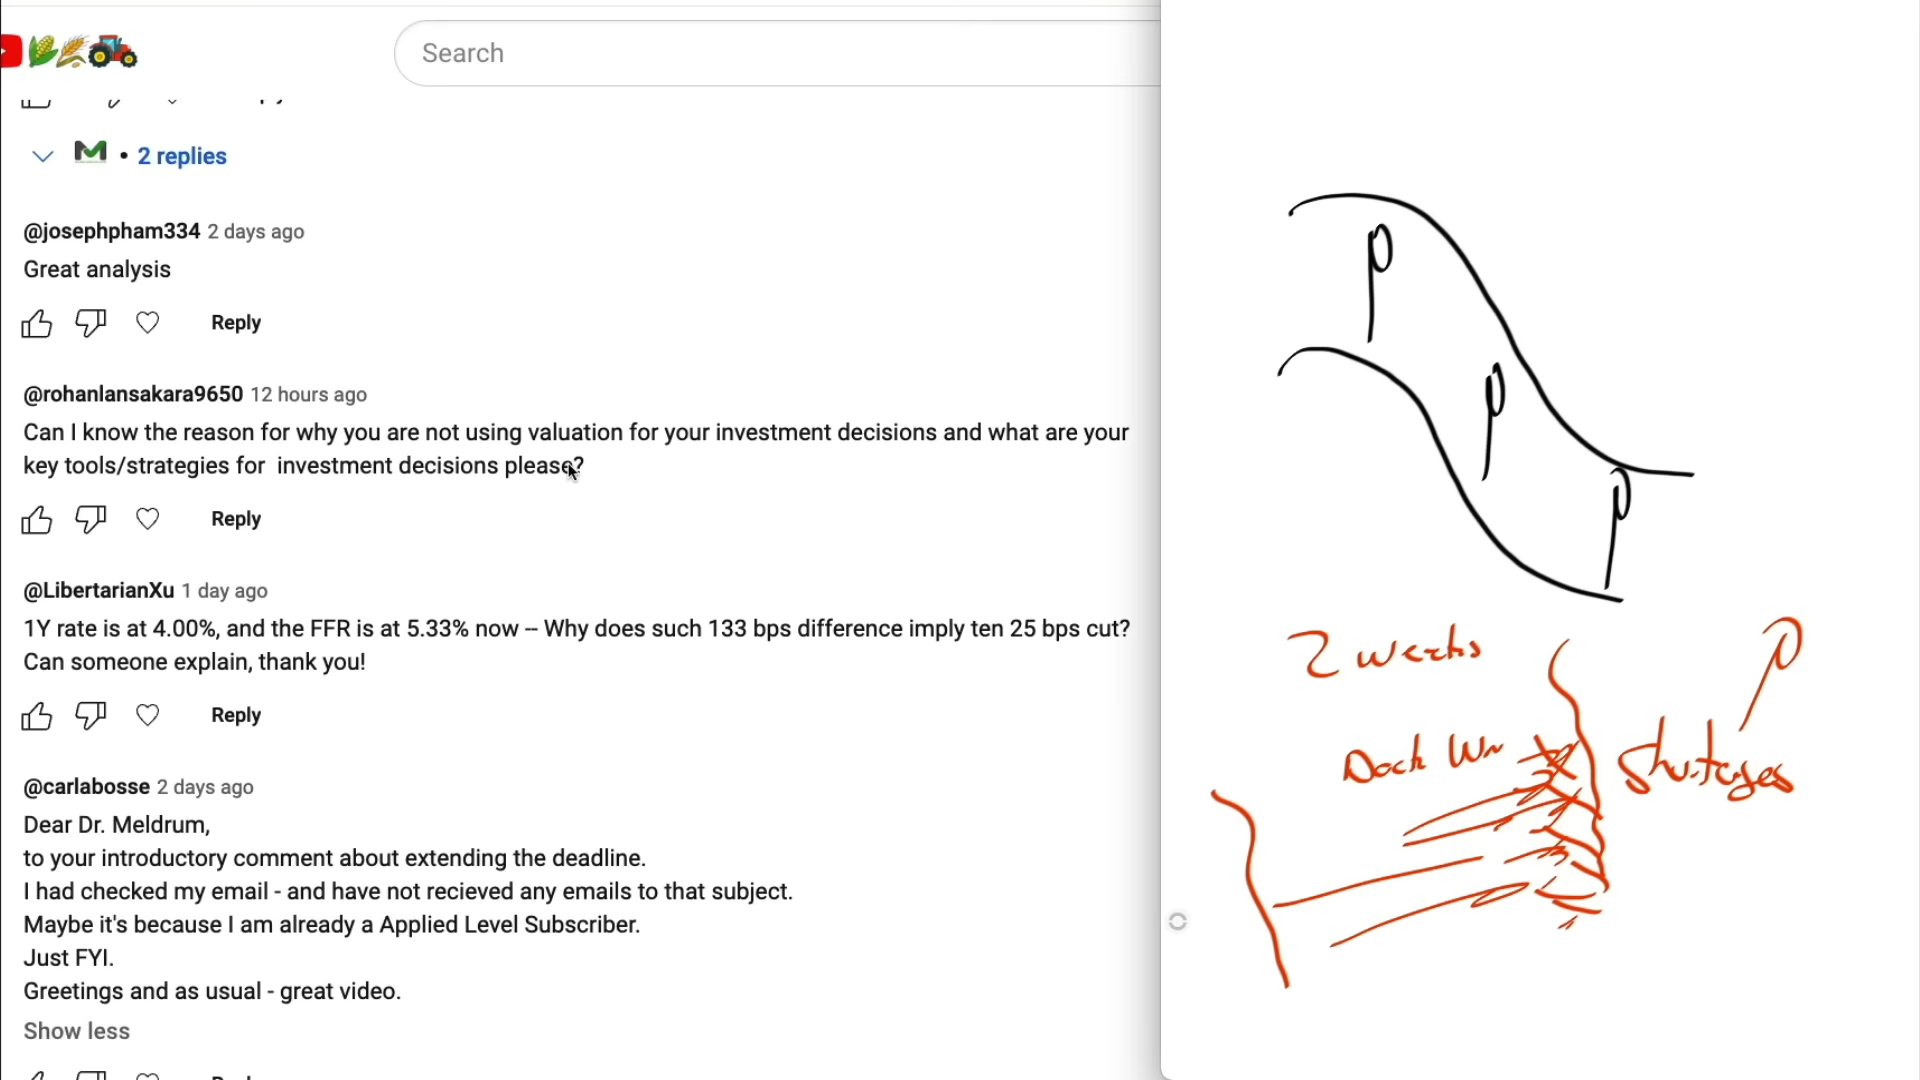 Search
• 2 replies
@josephpham334 2 days ago
Great analysis
Reply
@rohanlansakara9650 12 hours ago
Can I know the reason for why you are not using valuation for your investment decisions and what are your
key tools/strategies for investment decisions please?
Reply
@LibertarianXu 1 day ago
1Y rate is at 4.00%, and the FFR is at 5.33% now -- Why does such 133 bps difference imply ten 25 bps cut?
Can someone explain, thank you!
Reply
@carlabosse 2 days ago
Dear Dr. Meldrum,
to your introductory comment about extending the deadline.
I had checked my email - and have not recieved any emails to that subject.
Maybe it's because I am already a Applied Level Subscriber.
Just FYI.
Greetings and as usual - great video.
Show less
P
P
P
2 weeks
P
Dock